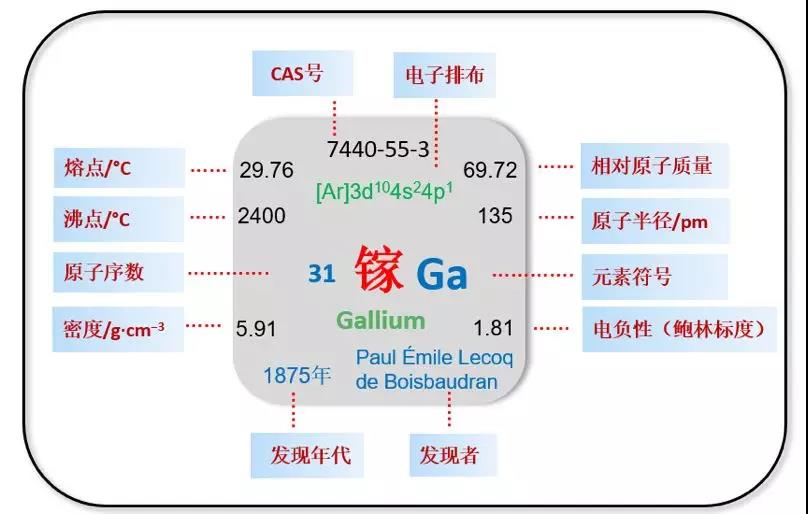 CAS号
电子排布
7440-55-3
熔点/°C
29.76
69.72
相对原子质量
[Ar]3d¹⁰4s²4p¹
沸点/°C
2400
135
原子半径/pm
原子序数
31
镓
Ga
元素符号
密度/g·cm⁻³
5.91
Gallium
1.81
电负性（鲍林标度）
1875年
Paul Émile Lecoq
de Boisbaudran
发现年代
发现者